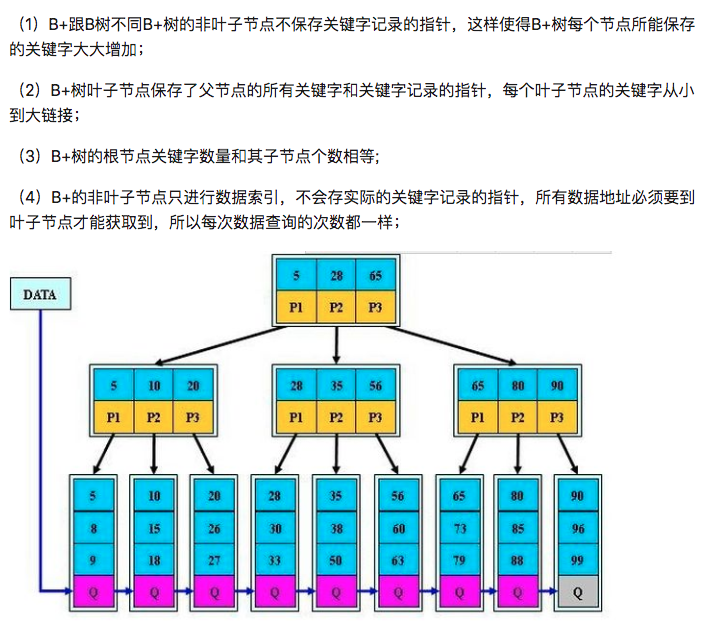 （1）B+跟B树不同B+树的非叶子节点不保存关键字记录的指针，这样使得B+树每个节点所能保存
的关键字大大增加；
（2）B+树叶子节点保存了父节点的所有关键字和关键字记录的指针，每个叶子节点的关键字从小
到大链接；
（3）B+树的根节点关键字数量和其子节点个数相等;
（4）B+的非叶子节点只进行数据索引，不会存实际的关键字记录的指针，所有数据地址必须要到
叶子节点才能获取到，所以每次数据查询的次数都一样；
5 28 65
DATA
P1 P2 P3
5 10 20 28 35 56 65 80 90
P1 P2 P3 P1 P2 P3 P1 P2 P3
5 10 20 28 35 56 65 80 90
8 15 26 30 38 60 73 85 96
9 18 27 33 50 63 79 88 99
Q Q Q Q Q Q Q Q Q